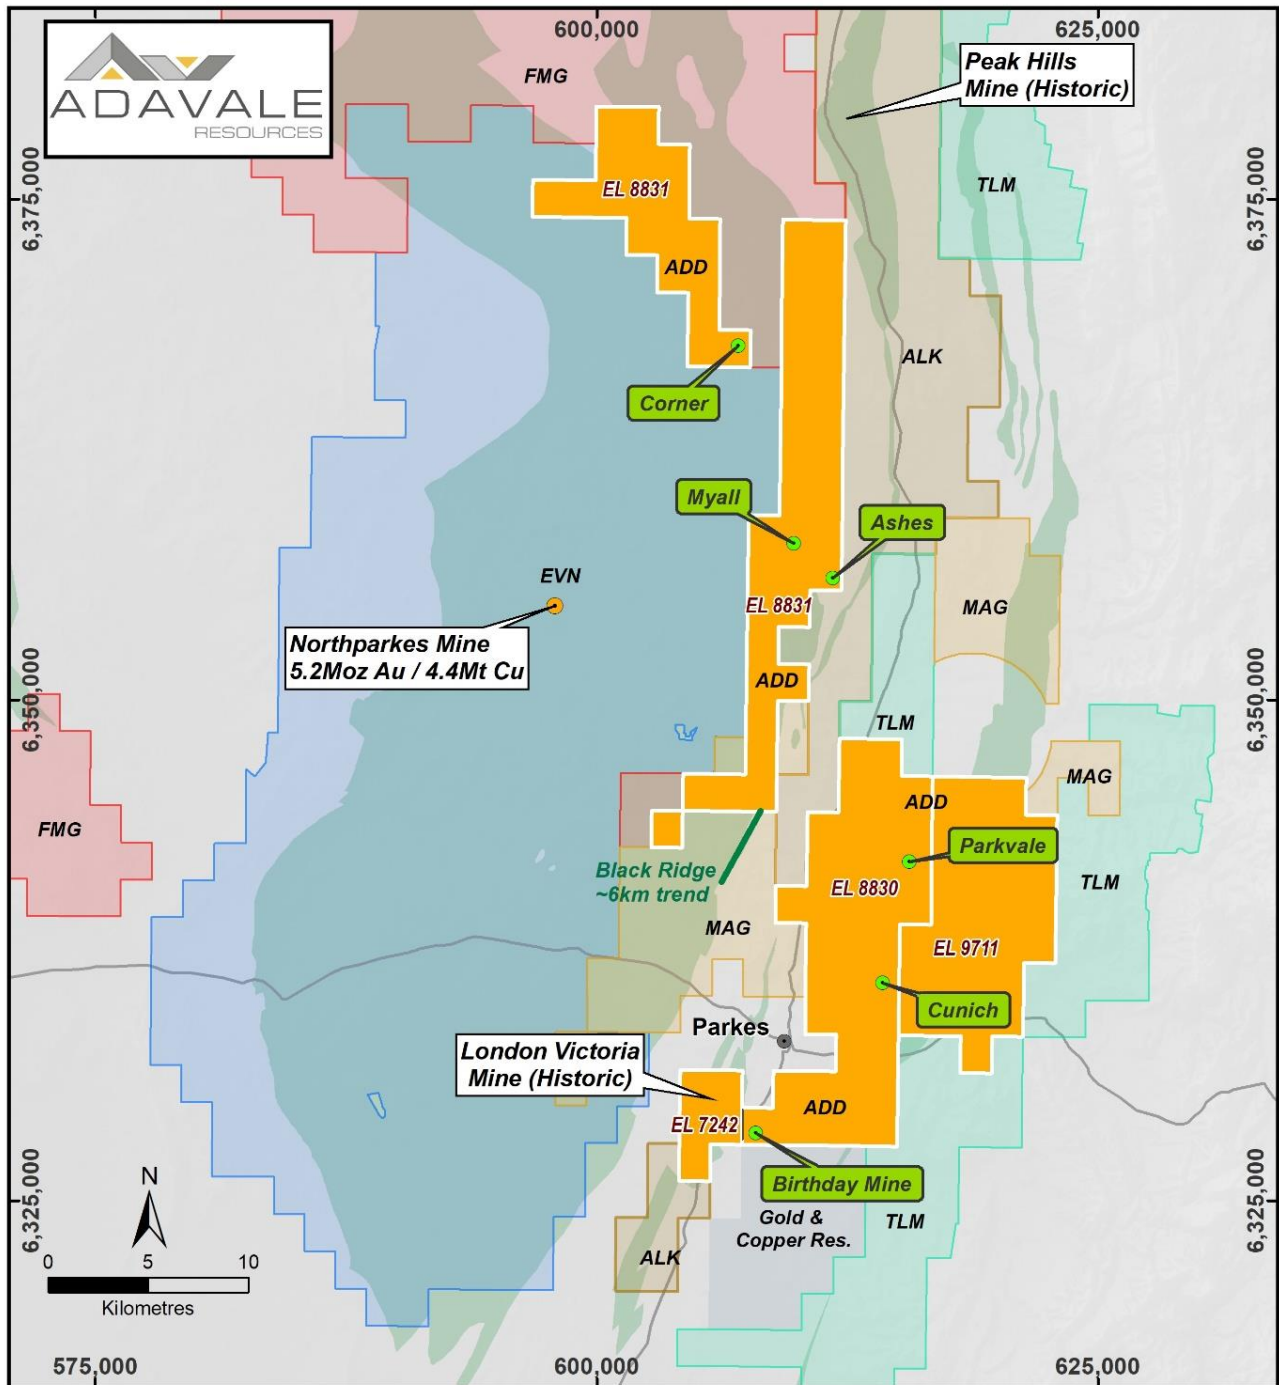 600,000
625,000
ADAVALE
RESOURCES
FMG
Peak Hills
Mine (Historic)
TLM
6,375,000
6,375,000
EL 8831
ADD
ALK
Corner
Myall
Ashes
EVN
EL 8831
MAG
Northparkes Mine
5.2Moz Au / 4.4Mt Cu
ADD
6,350,000
6,350,000
TLM
MAG
ADD
FMG
Parkvale
Black Ridge
~6km trend
EL 8830
TLM
MAG
EL 9711
Cunich
Parkes
London Victoria
Mine (Historic)
ADD
EL 7242
N
Birthday Mine
6,325,000
6,325,000
Gold &
Copper Res.
TLM
ALK
0 5 10
Kilometres
575,000
600,000
625,000